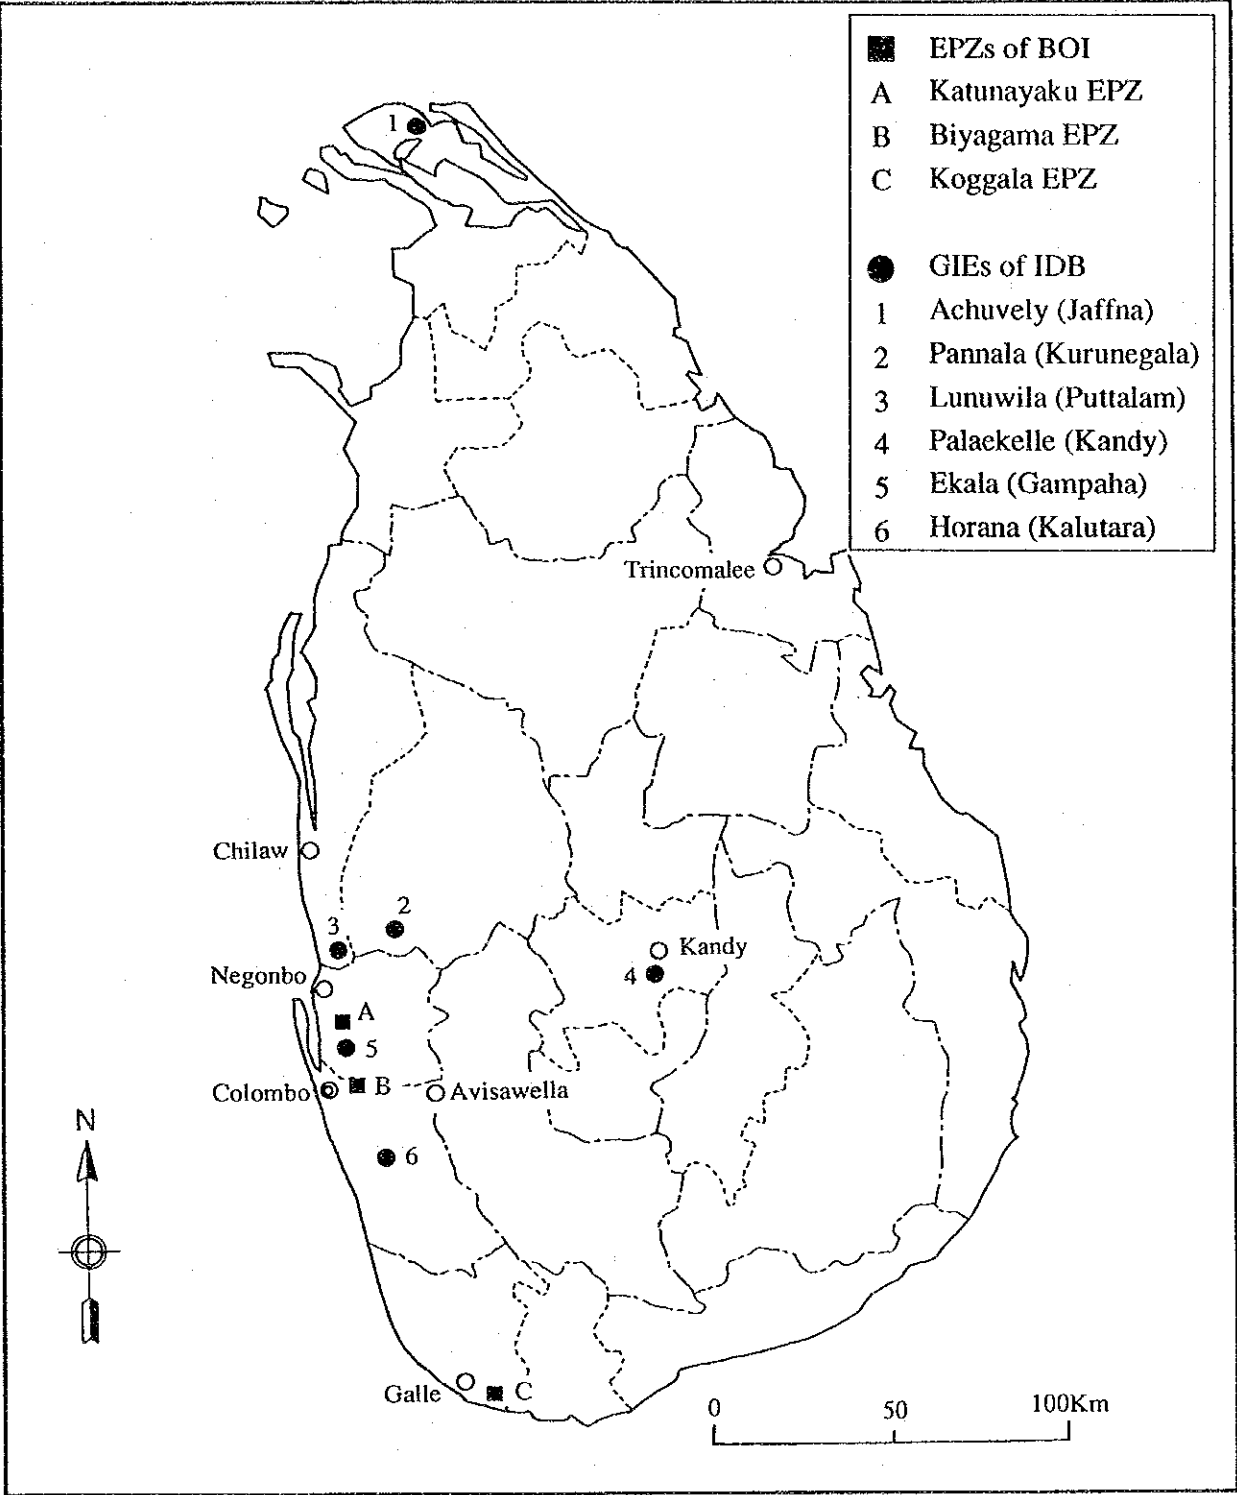 EPZs of BOI
A Katunayaku EPZ
B Biyagama EPZ
C Koggala EPZ
GIEs of IDB
1 Achuvely (Jaffna)
2 Pannala (Kurunegala)
3 Lunuwila (Puttalam)
4 Palaekelle (Kandy)
5 Ekala (Gampaha)
6 Horana (Kalutara)
1
Trincomalee
Chilaw
2
3
Kandy
4
Negonbo
A
5
Colombo
B
Avisawella
N
6
Galle
C
0 50 100Km